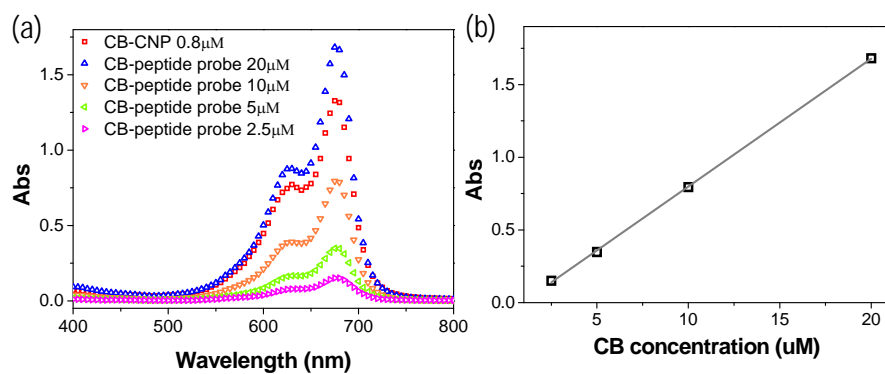 (a)
CB-CNP 0.8µM
CB-peptide probe 20µM
CB-peptide probe 10µM
CB-peptide probe 5µM
CB-peptide probe 2.5µM
Abs
1.5
1.0
0.5
0.0
400 500 600 700 800
Wavelength (nm)
(b)
Abs
1.5
1.0
0.5
0.0
5 10 15 20
CB concentration (uM)